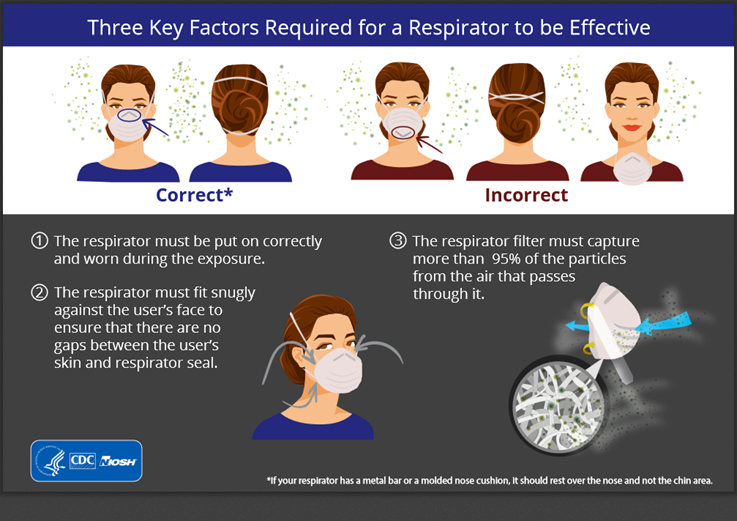 Three Key Factors Required for a Respirator to be Effective
Correct*
Incorrect
① The respirator must be put on correctly
and worn during the exposure.
② The respirator must fit snugly
against the user's face to
ensure that there are no
gaps between the user's
skin and respirator seal.
③ The respirator filter must capture
more than 95% of the particles
from the air that passes
through it.
CDC NIOSH
*If your respirator has a metal bar or a molded nose cushion, it should rest over the nose and not the chin area.